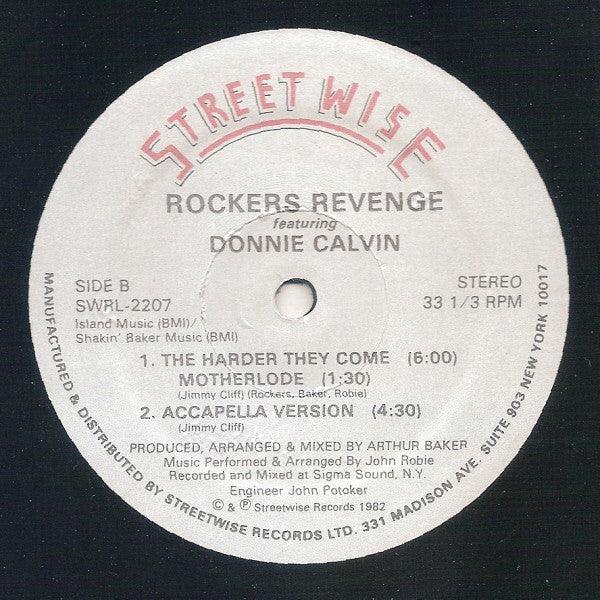 STREETWISE
ROCKERS REVENGE
featuring
DONNIE CALVIN
SIDE B
SWRL-2207
Island Music (BMI)/
Shakin' Baker Music (BMI)
STEREO
33 1/3 RPM
1. THE HARDER THEY COME (6:00)
MOTHERLODE (1:30)
(Jimmy Cliff) (Rockers, Baker, Robie)
2. ACCAPELLA VERSION (4:30)
(Jimmy Cliff)
PRODUCED, ARRANGED & MIXED BY ARTHUR BAKER
Music Performed & Arranged By John Robie
Recorded and Mixed at Sigma Sound, N.Y.
Engineer John Potoker
© & ℗ Streetwise Records 1982
MANUFACTURED & DISTRIBUTED BY STREETWISE RECORDS LTD. 331 MADISON AVE. SUITE 903 NEW YORK 10017